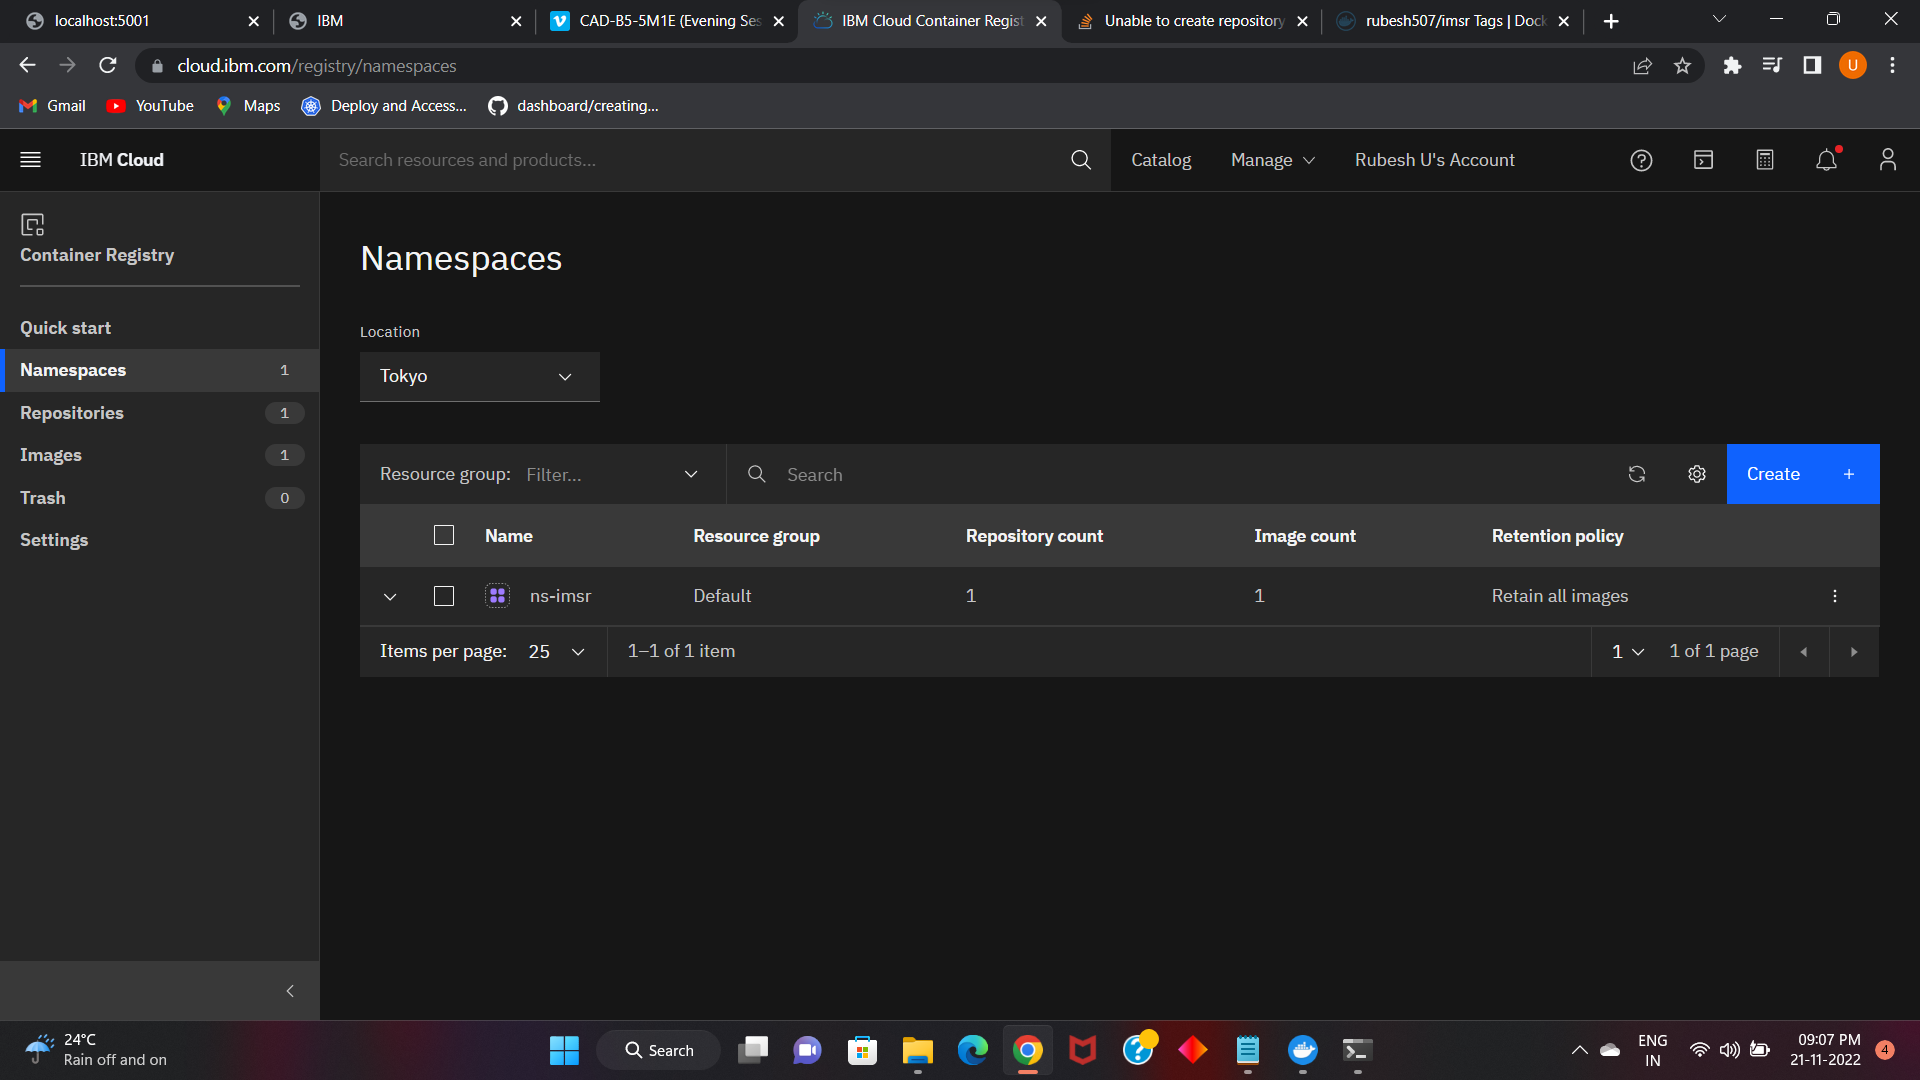 localhost:5001
IBM
CAD-B5-5M1E (Evening Ses
IBM Cloud Container Regist
Unable to create repository
rubesh507/imsr Tags | Dock
cloud.ibm.com/registry/namespaces
U
Gmail
YouTube
Maps
Deploy and Access...
dashboard/creating...
IBM Cloud
Search resources and products...
Catalog
Manage
Rubesh U's Account
Container Registry
Quick start
Namespaces 1
Repositories 1
Images 1
Trash 0
Settings
Namespaces
Location
Tokyo
Resource group: Filter...
Search
Create +
Name Resource group Repository count Image count Retention policy
ns-imsr Default 1 1 Retain all images
Items per page: 25 1–1 of 1 item 1 1 of 1 page
24°C
Rain off and on
Search
ENG
IN
09:07 PM
21-11-2022
4